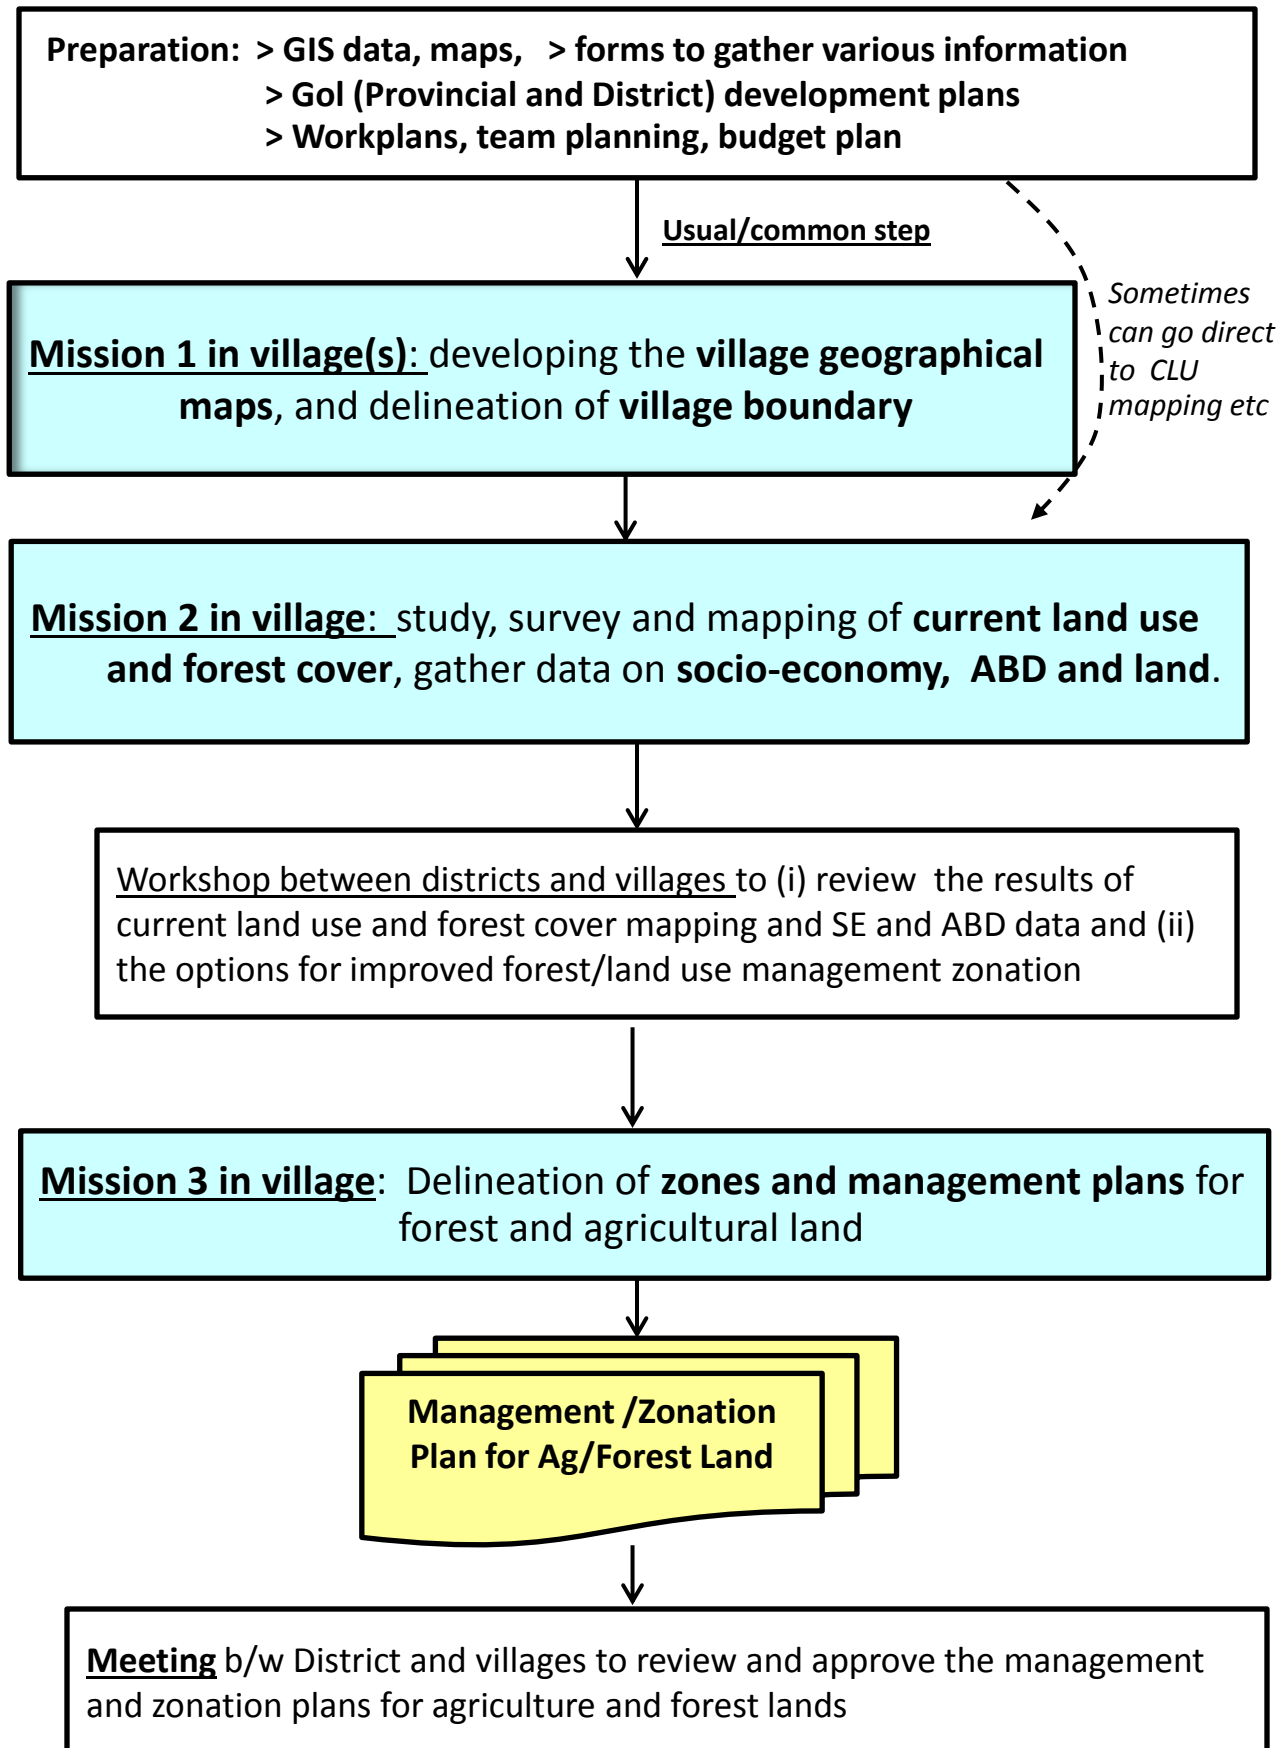 Preparation: > GIS data, maps, > forms to gather various information
> GoI (Provincial and District) development plans
> Workplans, team planning, budget plan
Usual/common step
Sometimes
can go direct
to CLU
mapping etc
Mission 1 in village(s): developing the village geographical
maps, and delineation of village boundary
Mission 2 in village: study, survey and mapping of current land use
and forest cover, gather data on socio-economy, ABD and land.
Workshop between districts and villages to (i) review the results of
current land use and forest cover mapping and SE and ABD data and (ii)
the options for improved forest/land use management zonation
Mission 3 in village: Delineation of zones and management plans for
forest and agricultural land
Management /Zonation
Plan for Ag/Forest Land
Meeting b/w District and villages to review and approve the management
and zonation plans for agriculture and forest lands